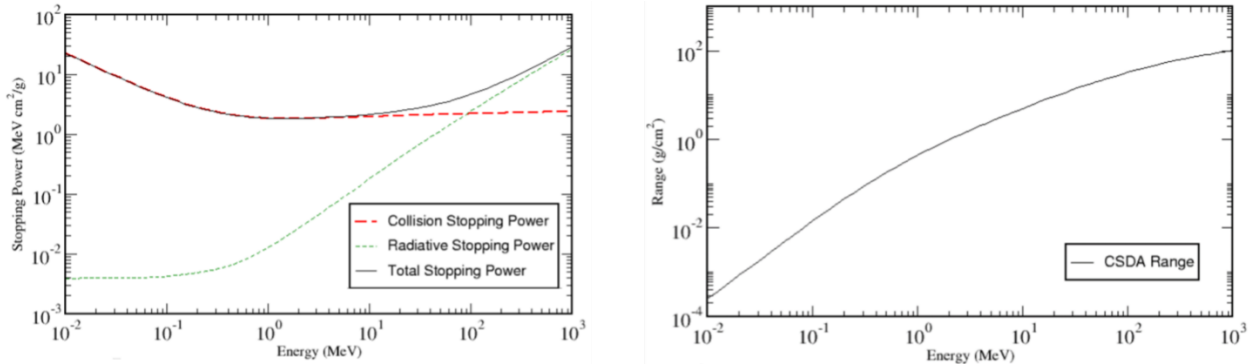 10^2
10^1
10^0
10^-1
10^-2
10^-3
Stopping Power (MeV cm^2/g)
Collision Stopping Power
Radiative Stopping Power
Total Stopping Power
10^-2 10^-1 10^0 10^1 10^2 10^3
Energy (MeV)
10^2
10^0
10^-2
10^-4
Range (g/cm^2)
CSDA Range
10^-2 10^-1 10^0 10^1 10^2 10^3
Energy (MeV)